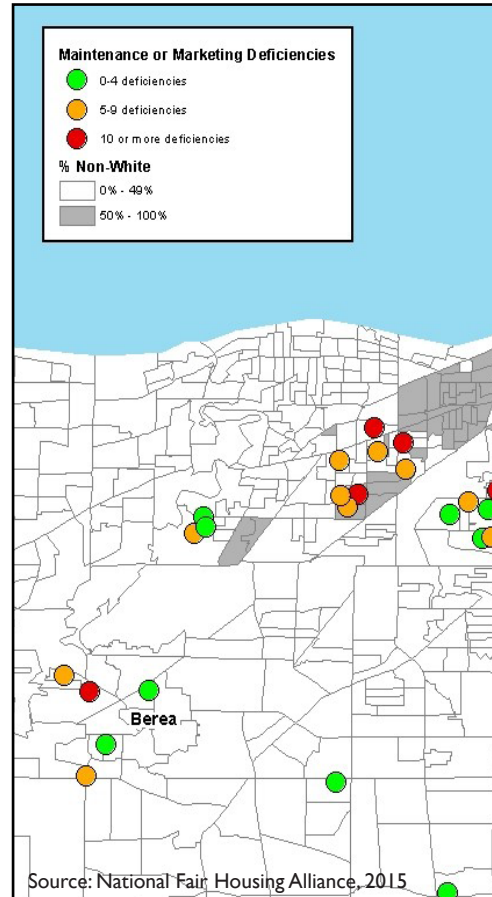 Maintenance or Marketing Deficiencies
0-4 deficiencies
5-9 deficiencies
10 or more deficiencies
% Non-White
0% - 49%
50% - 100%
Berea
Source: National Fair Housing Alliance, 2015